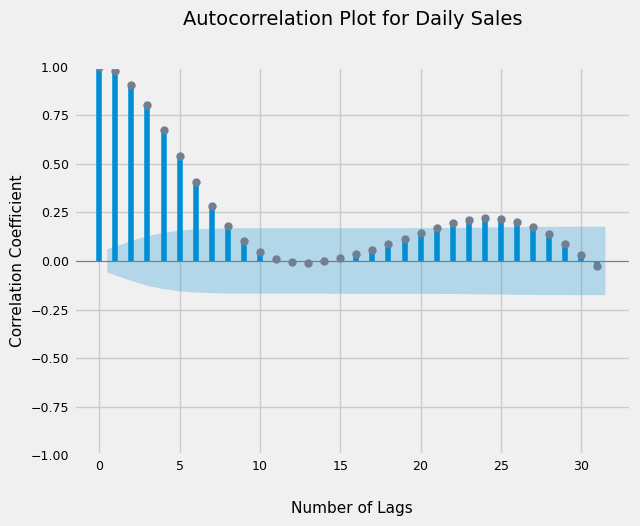 Autocorrelation Plot for Daily Sales
Correlation Coefficient
1.00
0.75
0.50
0.25
0.00
−0.25
−0.50
−0.75
−1.00
0 5 10 15 20 25 30
Number of Lags